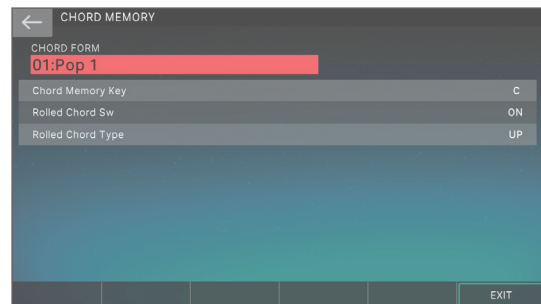 CHORD MEMORY
CHORD FORM
01:Pop 1
Chord Memory Key C
Rolled Chord Sw ON
Rolled Chord Type UP
EXIT